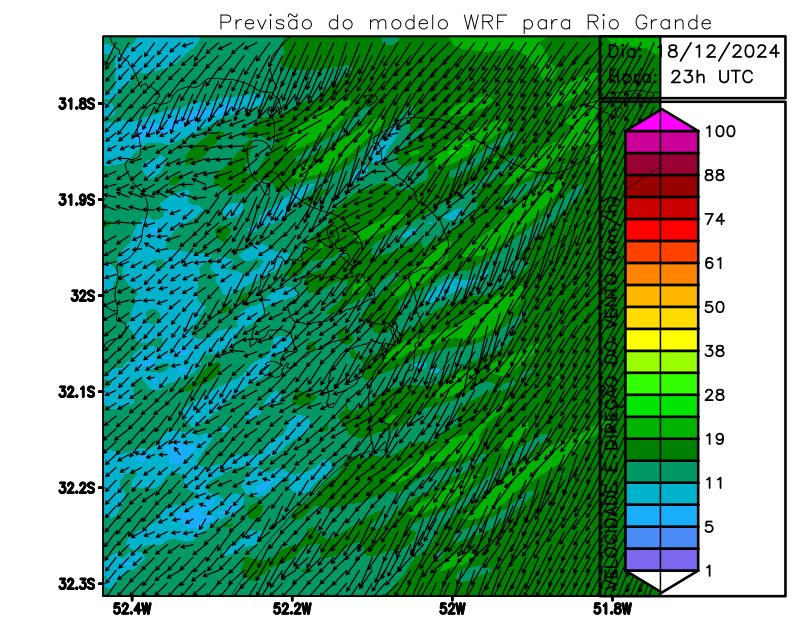 Previsão do modelo WRF para Rio Grande
Dia: 18/12/2024
Hora: 23h UTC
31.8S
31.9S
32S
32.1S
32.2S
32.3S
52.4W
52.2W
52W
51.8W
VELOCIDADE E DIREÇÃO DO VENTO (km/h)
100
88
74
61
50
38
28
19
11
5
1